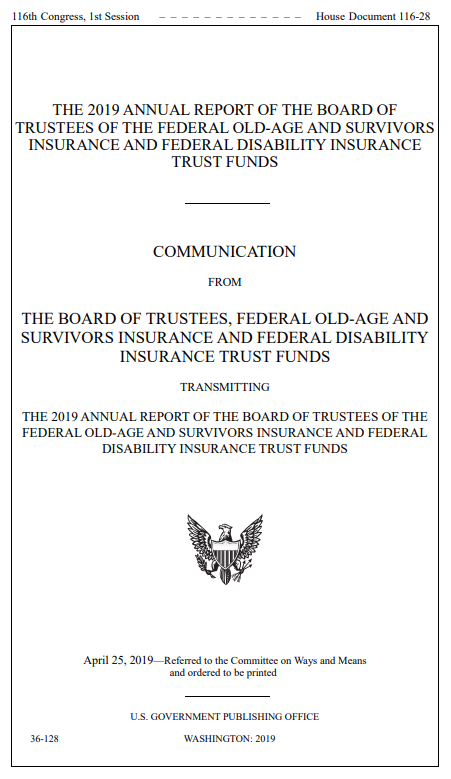 116th Congress, 1st Session – – – – – – – – – – – – – House Document 116-28
THE 2019 ANNUAL REPORT OF THE BOARD OF
TRUSTEES OF THE FEDERAL OLD-AGE AND SURVIVORS
INSURANCE AND FEDERAL DISABILITY INSURANCE
TRUST FUNDS
COMMUNICATION
FROM
THE BOARD OF TRUSTEES, FEDERAL OLD-AGE AND
SURVIVORS INSURANCE AND FEDERAL DISABILITY
INSURANCE TRUST FUNDS
TRANSMITTING
THE 2019 ANNUAL REPORT OF THE BOARD OF TRUSTEES OF THE
FEDERAL OLD-AGE AND SURVIVORS INSURANCE AND FEDERAL
DISABILITY INSURANCE TRUST FUNDS
April 25, 2019—Referred to the Committee on Ways and Means
and ordered to be printed
U.S. GOVERNMENT PUBLISHING OFFICE
36-128 WASHINGTON: 2019